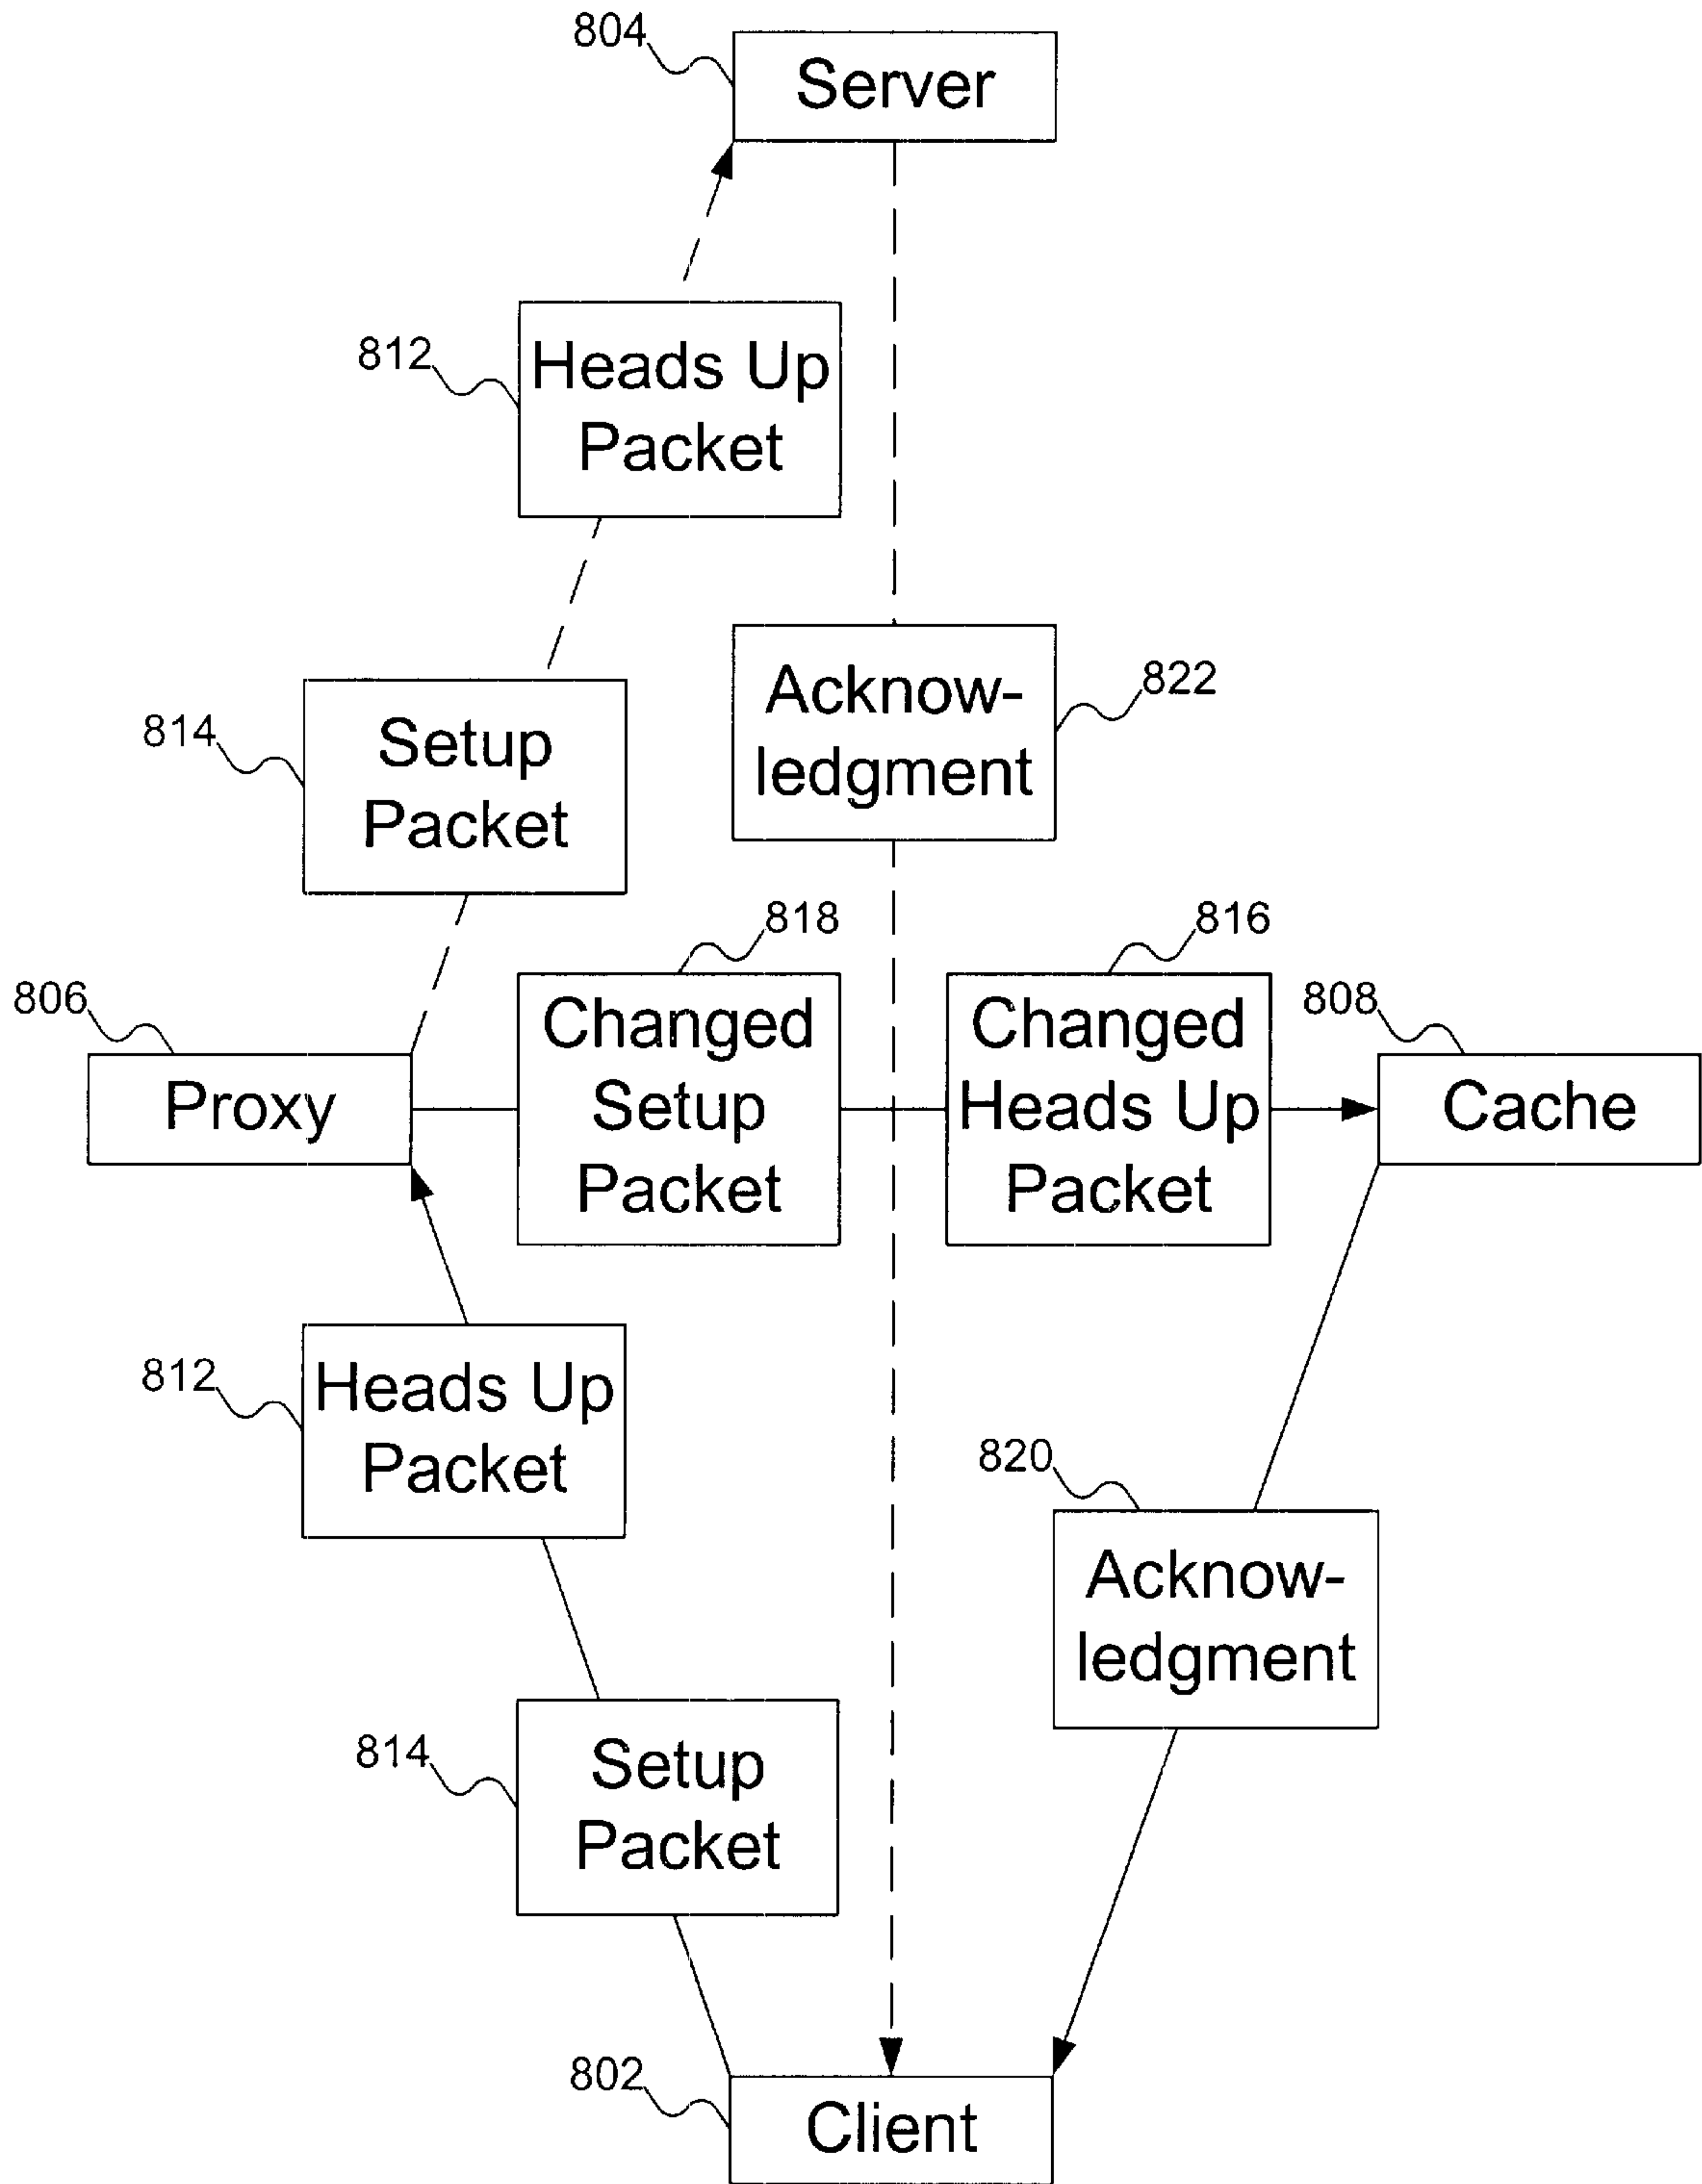 804
Server
812
Heads Up
Packet
814
Setup
Packet
Acknow-
ledgment
822
806
Proxy
818
Changed
Setup
Packet
816
Changed
Heads Up
Packet
808
Cache
812
Heads Up
Packet
820
Acknow-
ledgment
814
Setup
Packet
802
Client